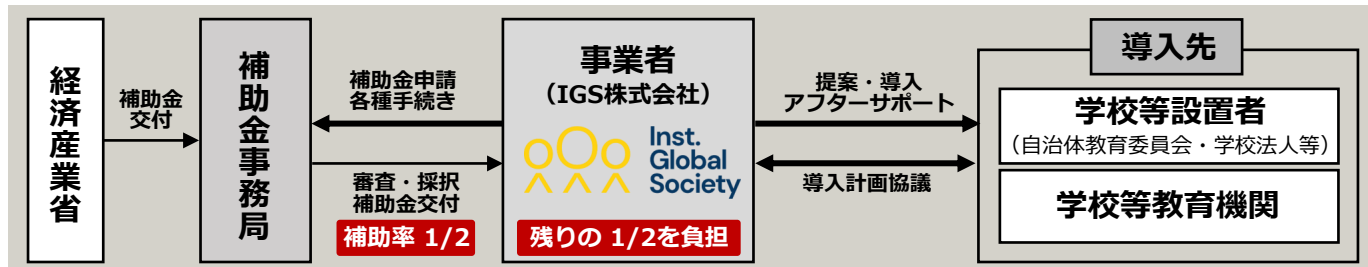 経済産業省
補助金
交付
補助金事務局
補助金申請
各種手続き
審査・採択
補助金交付
補助率 1/2
事業者
（IGS株式会社）
Inst.
Global
Society
残りの 1/2を負担
提案・導入
アフターサポート
導入計画協議
導入先
学校等設置者
（自治体教育委員会・学校法人等）
学校等教育機関